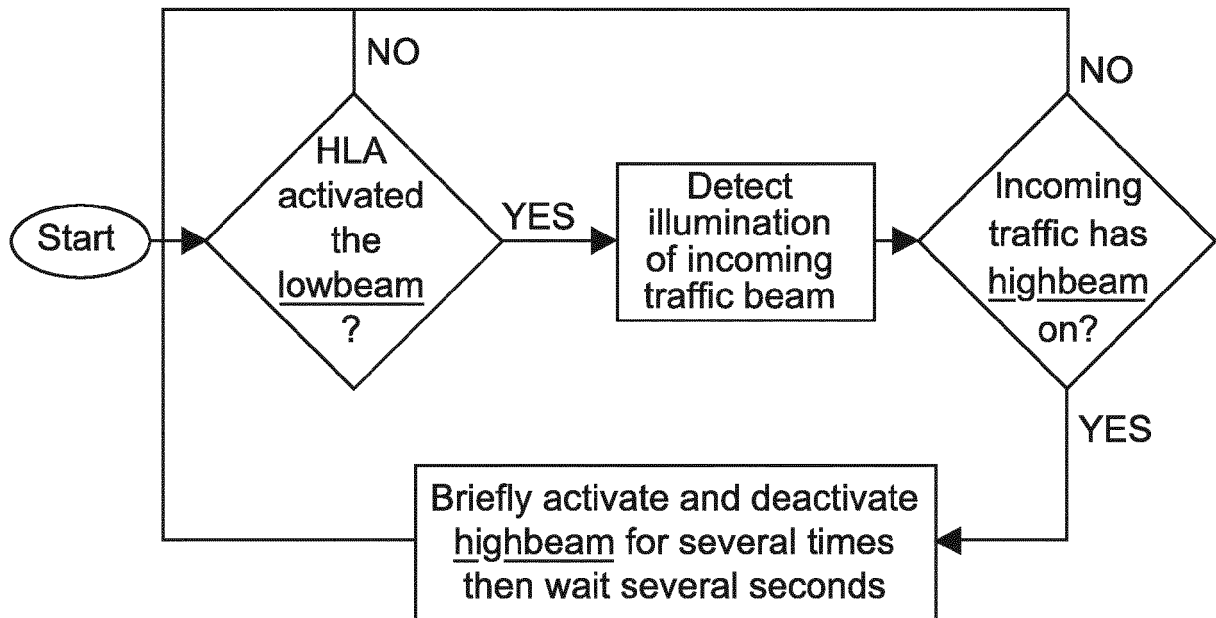 Start
HLA
activated
the
lowbeam
?
NO
YES
Detect
illumination
of incoming
traffic beam
Incoming
traffic has
highbeam
on?
NO
YES
Briefly activate and deactivate
highbeam for several times
then wait several seconds